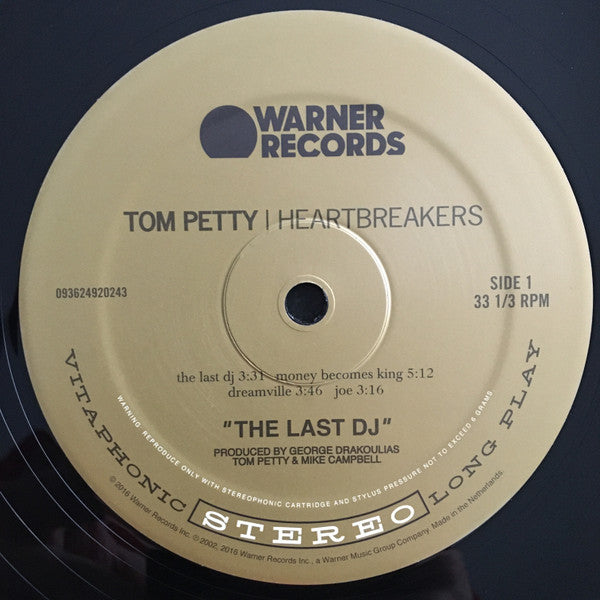 WARNER
RECORDS
TOM PETTY | HEARTBREAKERS
093624920243
SIDE 1
33 1/3 RPM
the last dj 3:31 money becomes king 5:12
dreamville 3:46 joe 3:16
"THE LAST DJ"
PRODUCED BY GEORGE DRAKOULIAS
TOM PETTY & MIKE CAMPBELL
WARNING: REPRODUCE ONLY WITH STEREOPHONIC CARTRIDGE AND STYLUS PRESSURE NOT TO EXCEED 6 GRAMS
VITAPHONIC STEREO LONG PLAY
℗ 2016 Warner Records Inc. © 2002, 2016 Warner Records Inc., a Warner Music Group Company. Made in the Netherlands.